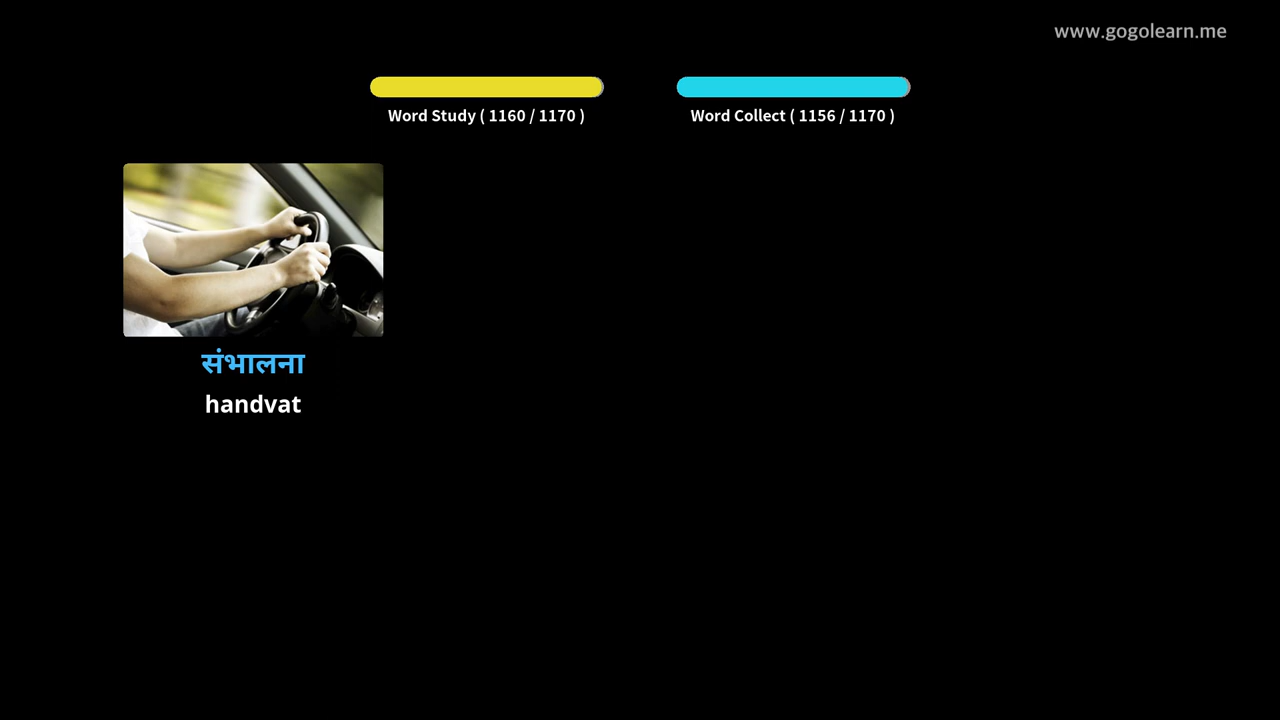 www.gogolearn.me
Word Study ( 1160 / 1170 )
Word Collect ( 1156 / 1170 )
संभालना
handvat